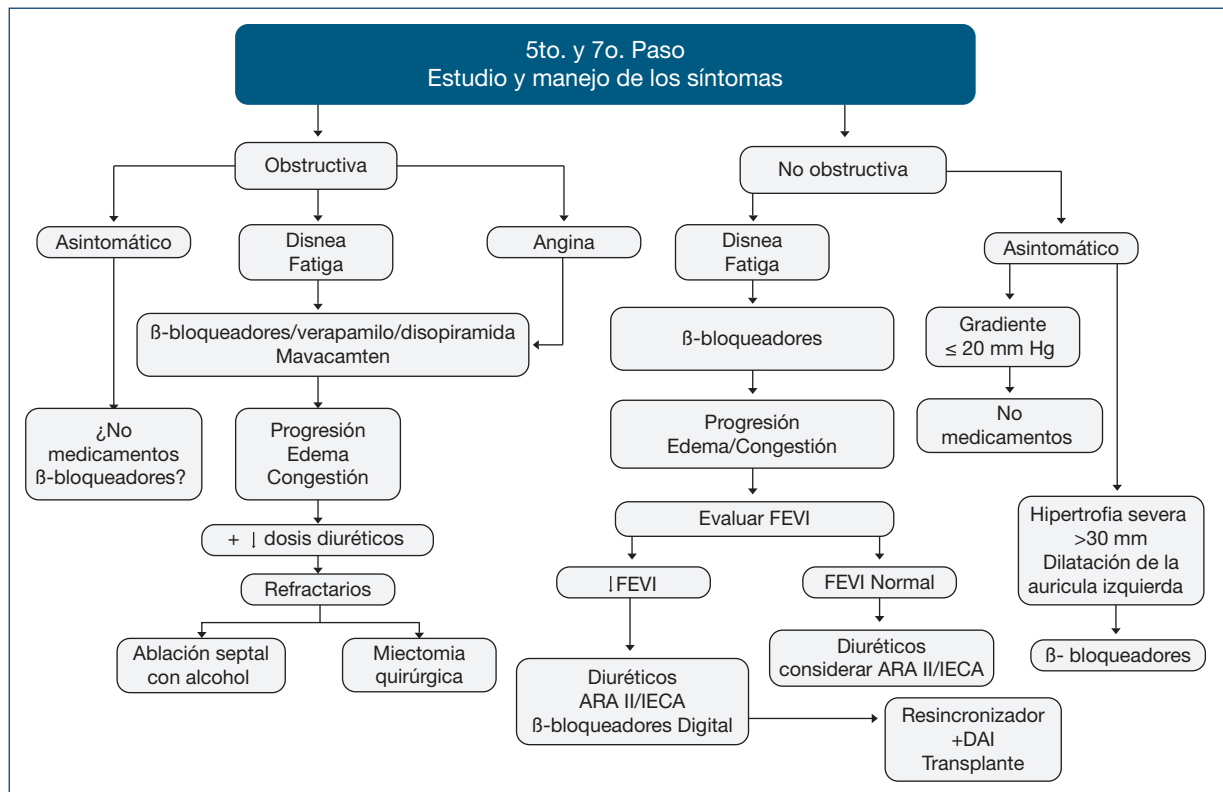 5to. y 7o. Paso
Estudio y manejo de los síntomas
Obstructiva
No obstructiva
Asintomático
Disnea
Fatiga
Angina
Disnea
Fatiga
Asintomático
ß-bloqueadores/verapamilo/disopiramida
Mavacamten
ß-bloqueadores
Gradiente
≤ 20 mm Hg
¿No
medicamentos
ß-bloqueadores?
Progresión
Edema
Congestión
Progresión
Edema/Congestión
No
medicamentos
+ ↓ dosis diuréticos
Evaluar FEVI
Hipertrofia severa
>30 mm
Dilatación de la
auricula izquierda
Refractarios
↓FEVI
FEVI Normal
Ablación septal
con alcohol
Miectomia
quirúrgica
Diuréticos
ARA II/IECA
ß-bloqueadores Digital
Diuréticos
considerar ARA II/IECA
ß- bloqueadores
Resincronizador
+DAI
Transplante